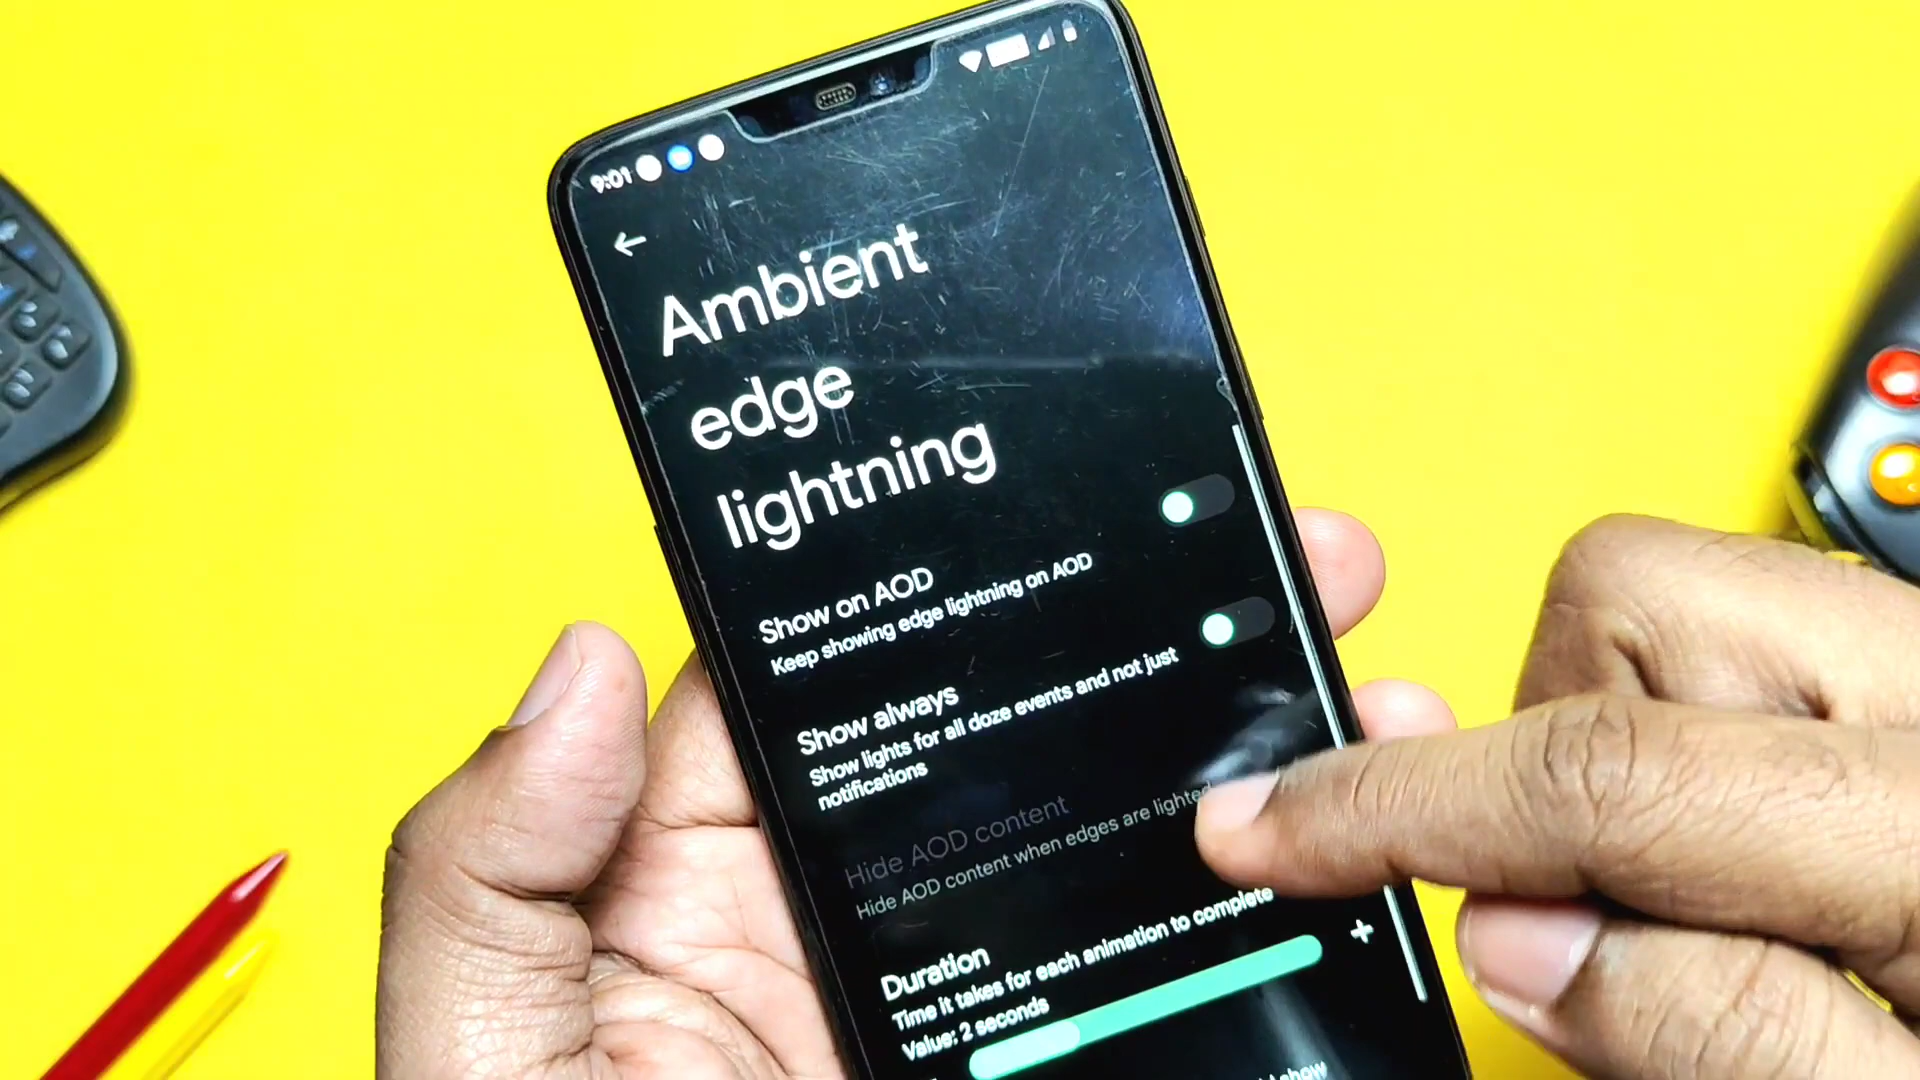 9:01
Ambient
edge
lightning
Show on AOD
Keep showing edge lightning on AOD
Show always
Show lights for all doze events and not just
notifications
Hide AOD content
Hide AOD content when edges are lighted
Duration
Time it takes for each animation to complete
Value: 2 seconds
+
show